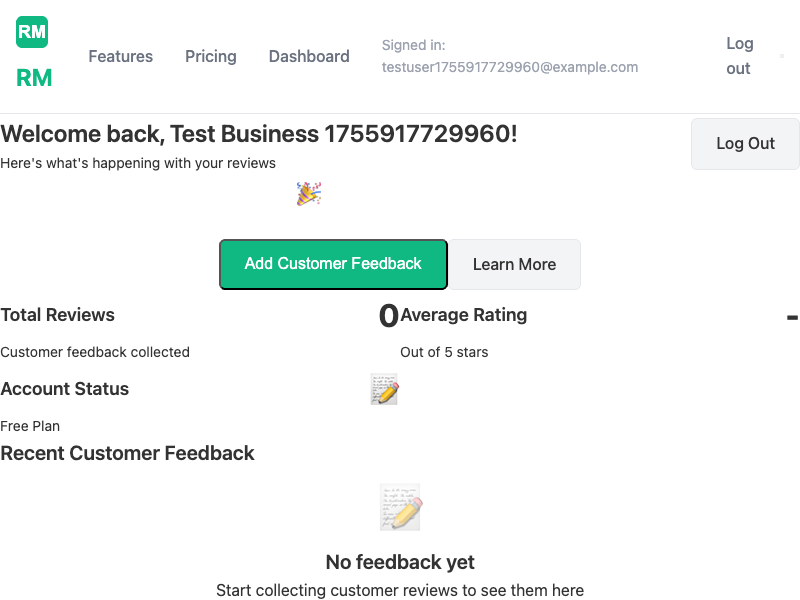 RM
RM
Features
Pricing
Dashboard
Signed in:
testuser1755917729960@example.com
Log
out
Welcome back, Test Business 1755917729960!
Here's what's happening with your reviews
Log Out
Add Customer Feedback
Learn More
Total Reviews
0
Customer feedback collected
Average Rating
-
Out of 5 stars
Account Status
Free Plan
Recent Customer Feedback
No feedback yet
Start collecting customer reviews to see them here